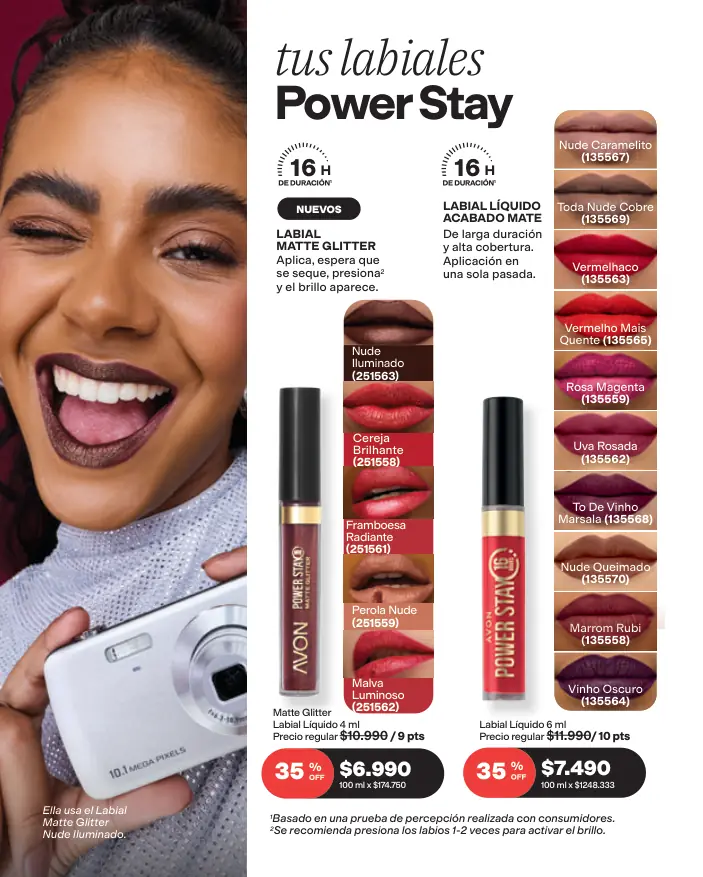 tus labiales
Power Stay
16 H
DE DURACIÓN¹
NUEVOS
LABIAL
MATTE GLITTER
Aplica, espera que
se seque, presiona²
y el brillo aparece.
Nude
Iluminado
(251563)
Cereja
Brilhante
(251558)
Framboesa
Radiante
(251561)
Perola Nude
(251559)
Malva
Luminoso
(251562)
AVON
POWER STAY 16
MATTE GLITTER
Matte Glitter
Labial Líquido 4 ml
Precio regular $10.990 / 9 pts
35 % OFF
$6.990
100 ml x $174.750
16 H
DE DURACIÓN¹
LABIAL LÍQUIDO
ACABADO MATE
De larga duración
y alta cobertura.
Aplicación en
una sola pasada.
Nude Caramelito
(135567)
Toda Nude Cobre
(135569)
Vermelhaco
(135563)
Vermelho Mais
Quente (135565)
Rosa Magenta
(135559)
Uva Rosada
(135562)
To De Vinho
Marsala (135568)
Nude Queimado
(135570)
Marrom Rubi
(135558)
Vinho Oscuro
(135564)
AVON
POWER STAY 16
Labial Líquido 6 ml
Precio regular $11.990/ 10 pts
35 % OFF
$7.490
100 ml x $1248.333
10.1 MEGA PIXELS
Ella usa el Labial
Matte Glitter
Nude Iluminado.
¹Basado en una prueba de percepción realizada con consumidores.
²Se recomienda presiona los labios 1-2 veces para activar el brillo.